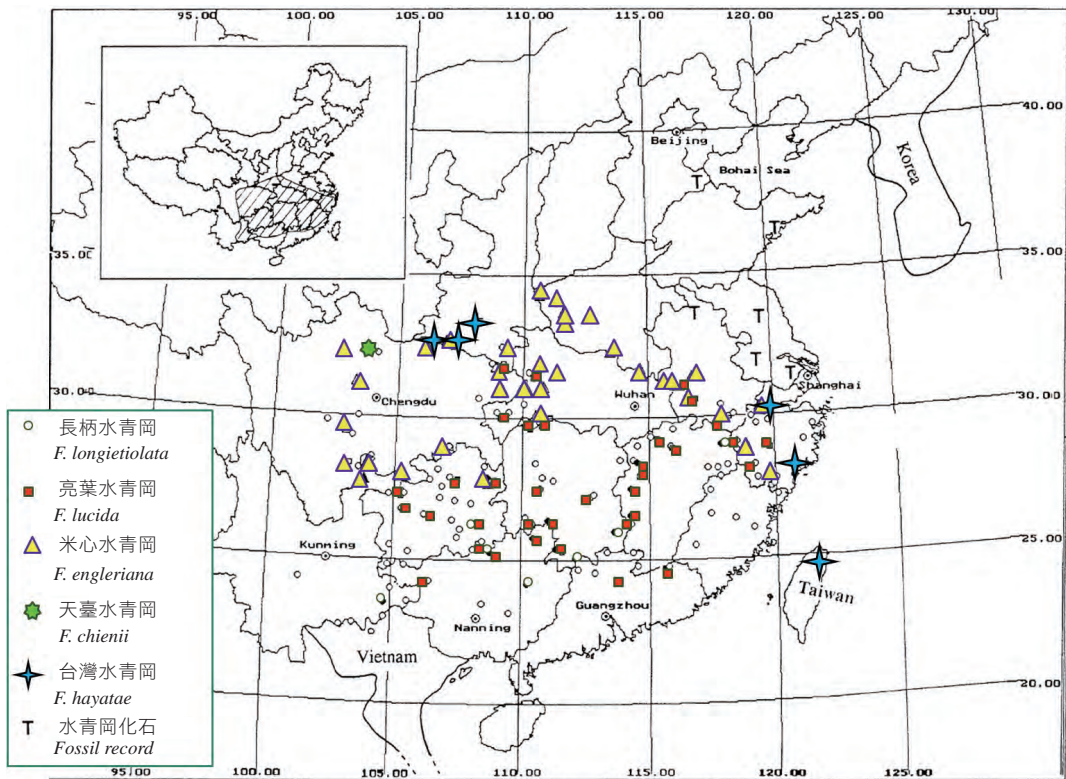 95.00 100.00 105.00 110.00 115.00 120.00 125.00 130.00
40.00
Beijing
Bohai Sea
Korea
35.00 35.00
Shanghai
30.00 30.00
Chengdu
Wuhan
長柄水青岡
F. longietiolata
亮葉水青岡
F. lucida
米心水青岡
F. engleriana
天臺水青岡
F. chienii
台灣水青岡
F. hayatae
T 水青岡化石
Fossil record
Kunming
25.00
Taiwan
Guangzhou
Nanning
Vietnam
20.00
95.00 100.00 105.00 110.00 115.00 120.00 125.00
T
T
T
T
T
T